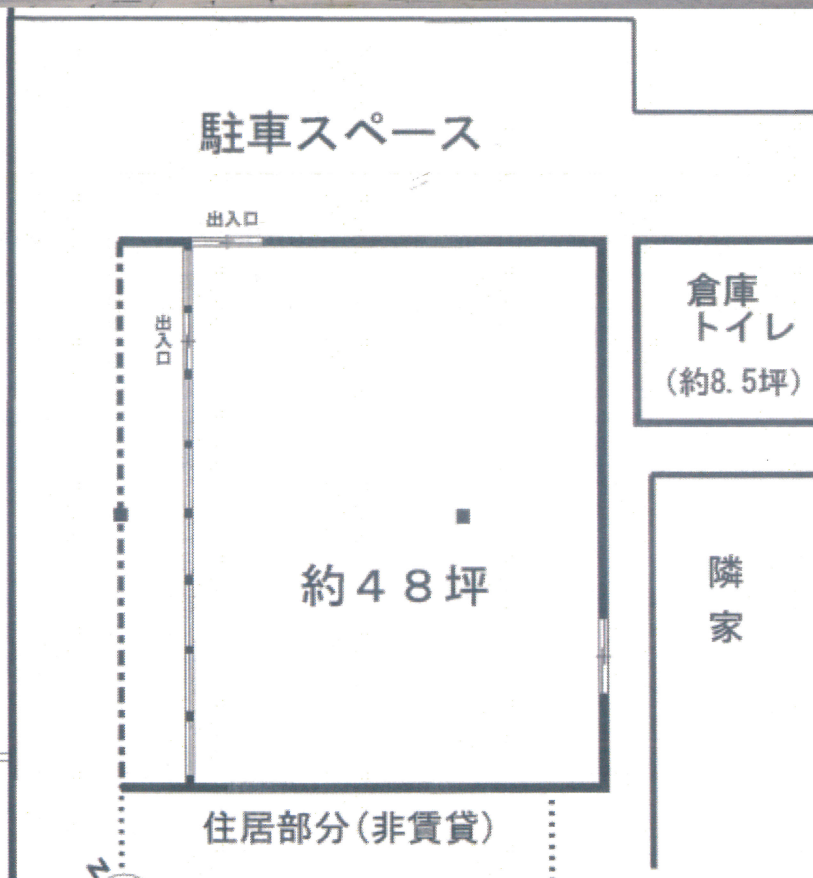 駐車スペース
出入口
出入口
倉庫
トイレ
(約8.5坪)
約48坪
隣家
住居部分(非賃貸)
N